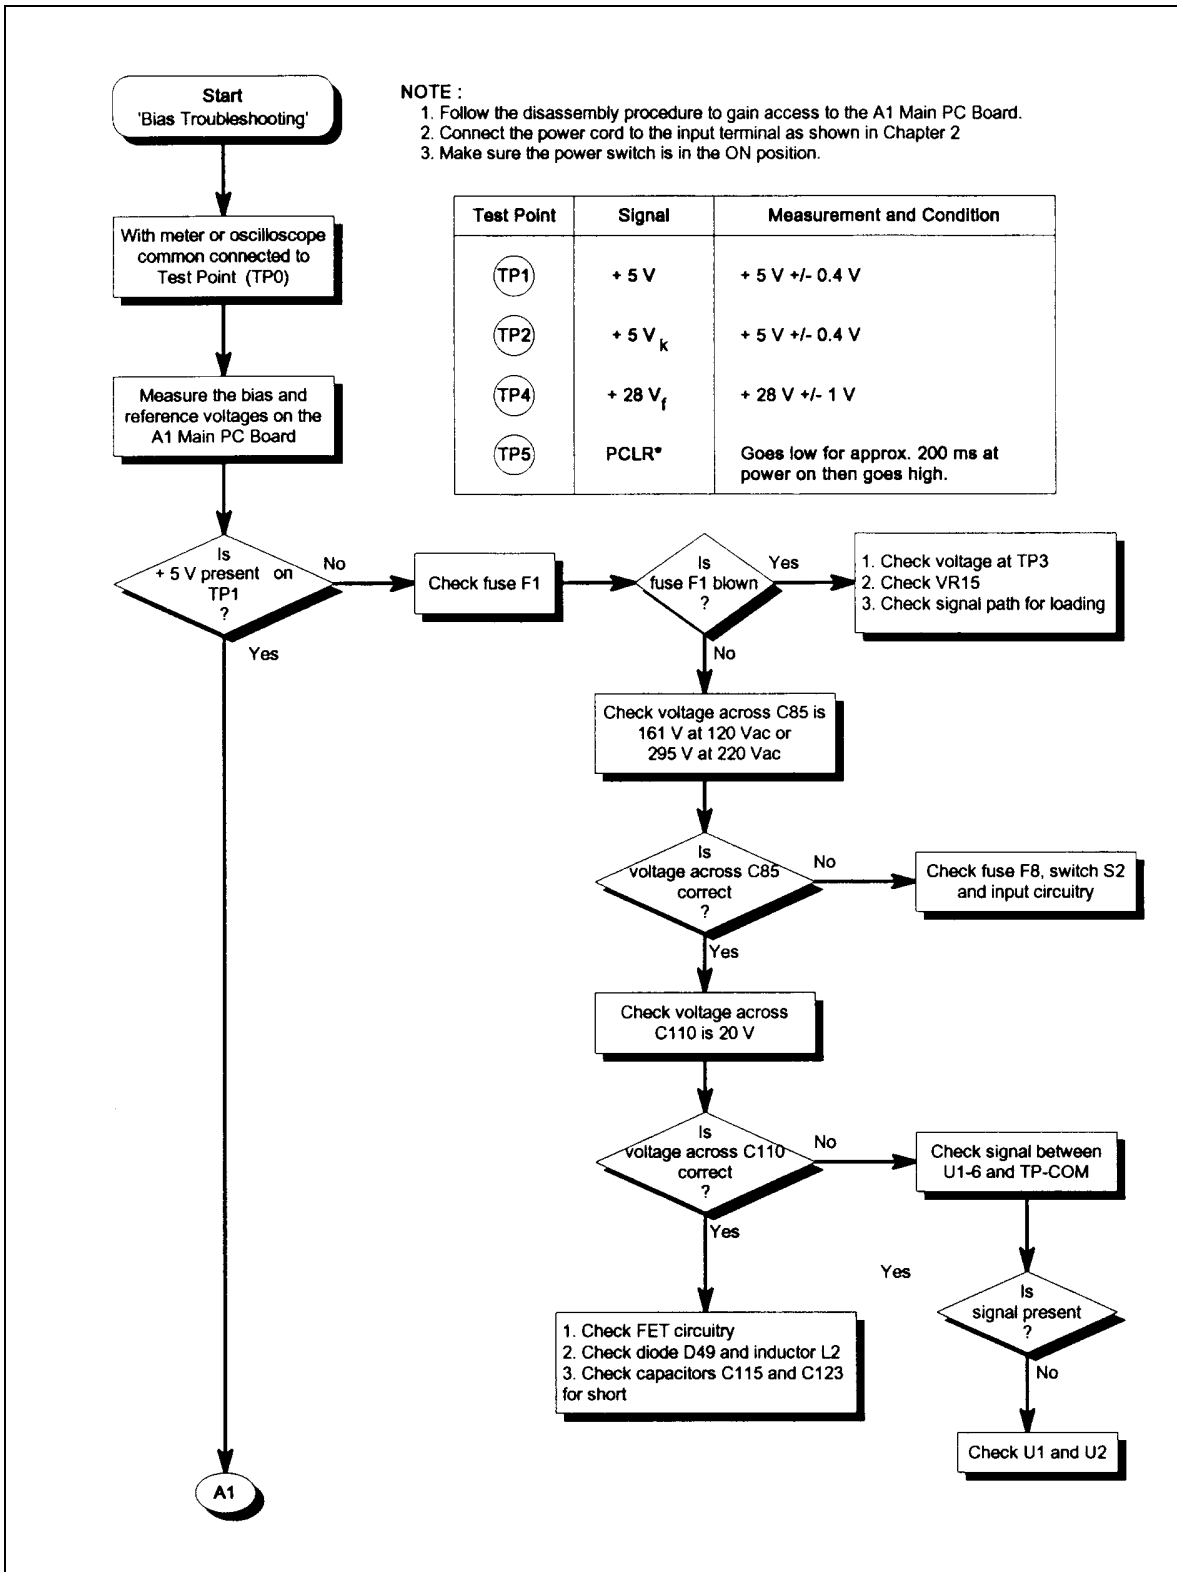 Start
'Bias Troubleshooting'
NOTE :
1. Follow the disassembly procedure to gain access to the A1 Main PC Board.
2. Connect the power cord to the input terminal as shown in Chapter 2
3. Make sure the power switch is in the ON position.
With meter or oscilloscope
common connected to
Test Point (TP0)
Measure the bias and
reference voltages on the
A1 Main PC Board
Test Point Signal Measurement and Condition
TP1 + 5 V + 5 V +/- 0.4 V
TP2 + 5 Vk + 5 V +/- 0.4 V
TP4 + 28 Vf + 28 V +/- 1 V
TP5 PCLR* Goes low for approx. 200 ms at
power on then goes high.
Is
+ 5 V present on
TP1
?
No
Yes
Check fuse F1
Is
fuse F1 blown
?
Yes
No
1. Check voltage at TP3
2. Check VR15
3. Check signal path for loading
Check voltage across C85 is
161 V at 120 Vac or
295 V at 220 Vac
Is
voltage across C85
correct
?
No
Yes
Check fuse F8, switch S2
and input circuitry
Check voltage across
C110 is 20 V
Is
voltage across C110
correct
?
No
Yes
Check signal between
U1-6 and TP-COM
Yes
Is
signal present
?
No
1. Check FET circuitry
2. Check diode D49 and inductor L2
3. Check capacitors C115 and C123
for short
Check U1 and U2
A1